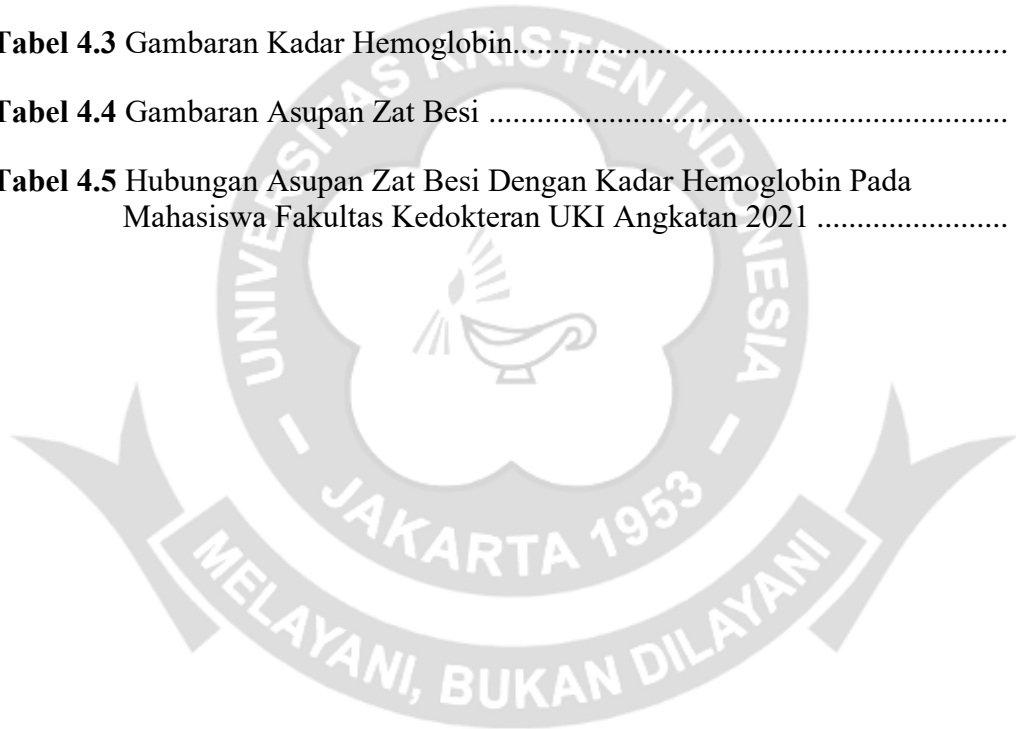 Tabel 4.3 Gambaran Kadar Hemoglobin............................................................
Tabel 4.4 Gambaran Asupan Zat Besi ...............................................................
Tabel 4.5 Hubungan Asupan Zat Besi Dengan Kadar Hemoglobin Pada
Mahasiswa Fakultas Kedokteran UKI Angkatan 2021 .......................
UNIVERSITAS KRISTEN INDONESIA
- JAKARTA 1953 -
MELAYANI, BUKAN DILAYANI